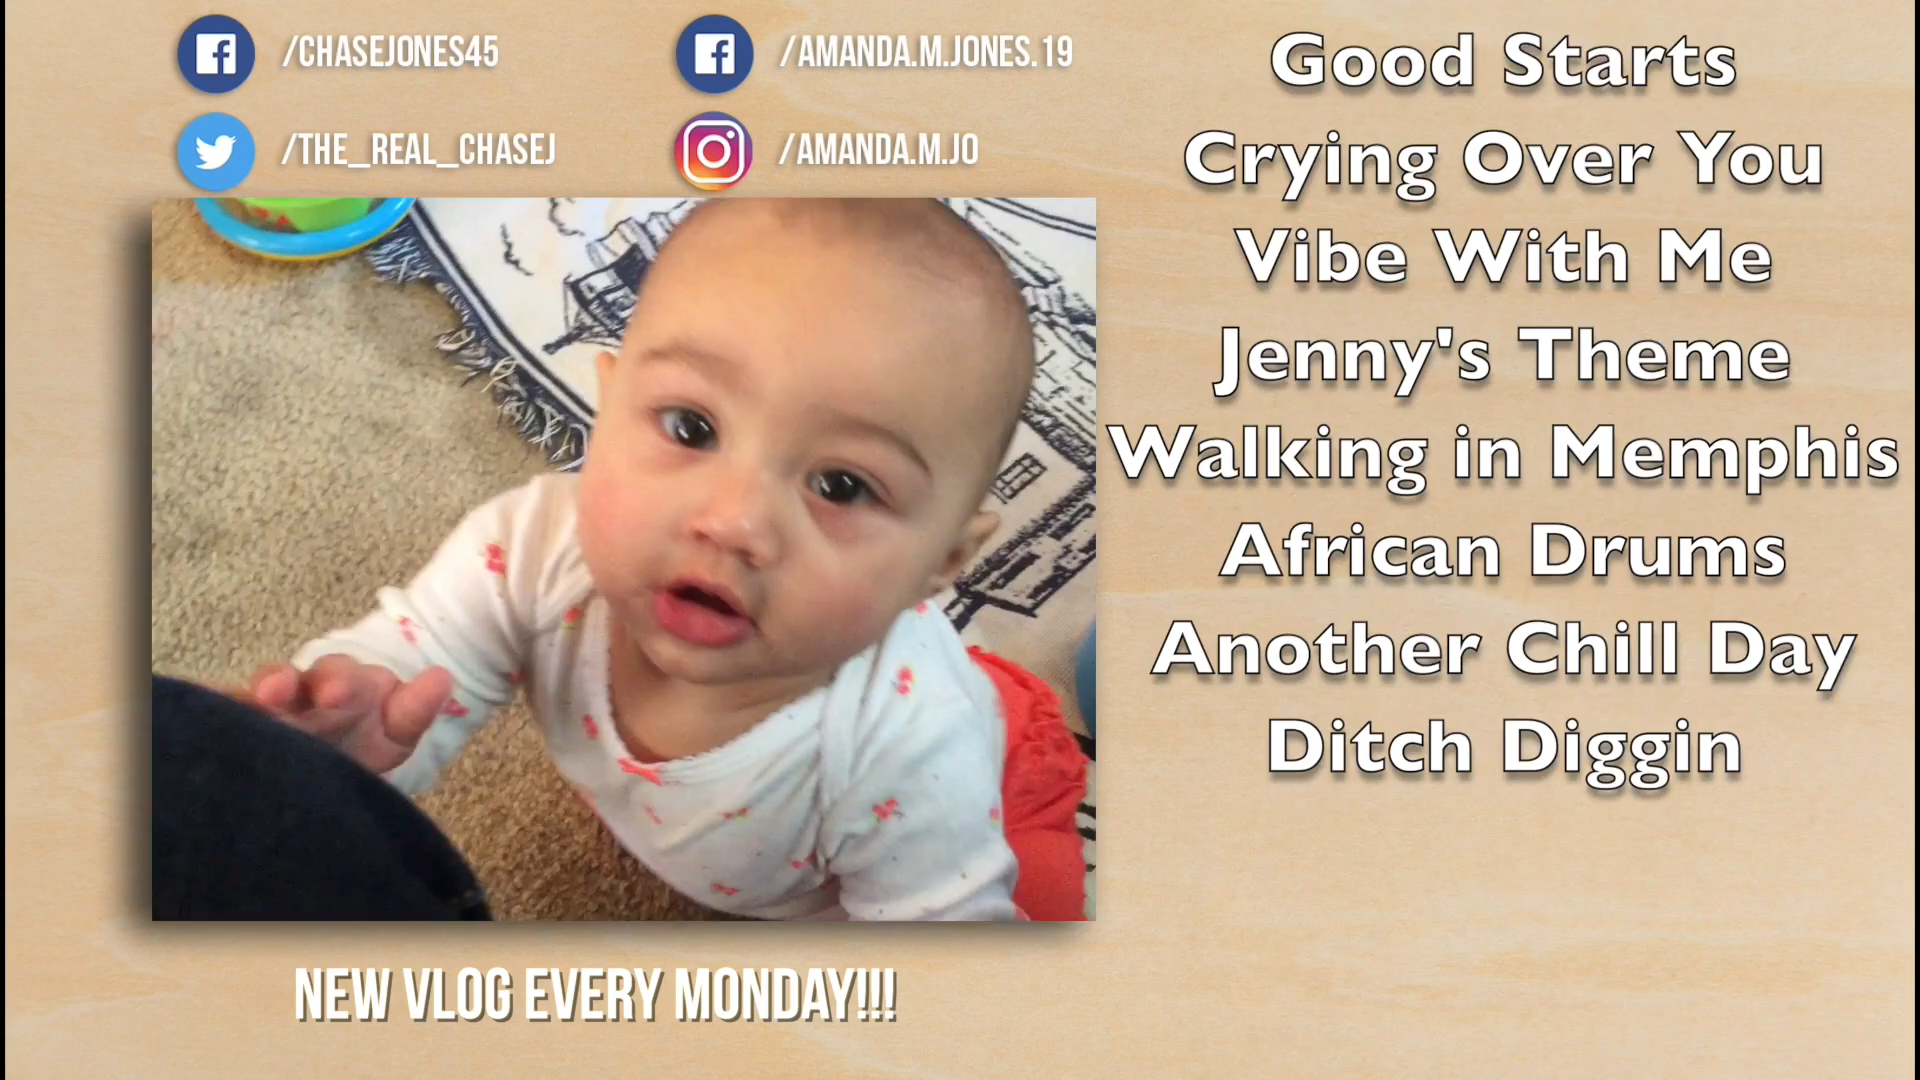 /CHASEJONES45
/AMANDA.M.JONES.19
/THE_REAL_CHASEJ
/AMANDA.M.JO
Good Starts
Crying Over You
Vibe With Me
Jenny's Theme
Walking in Memphis
African Drums
Another Chill Day
Ditch Diggin
NEW VLOG EVERY MONDAY!!!